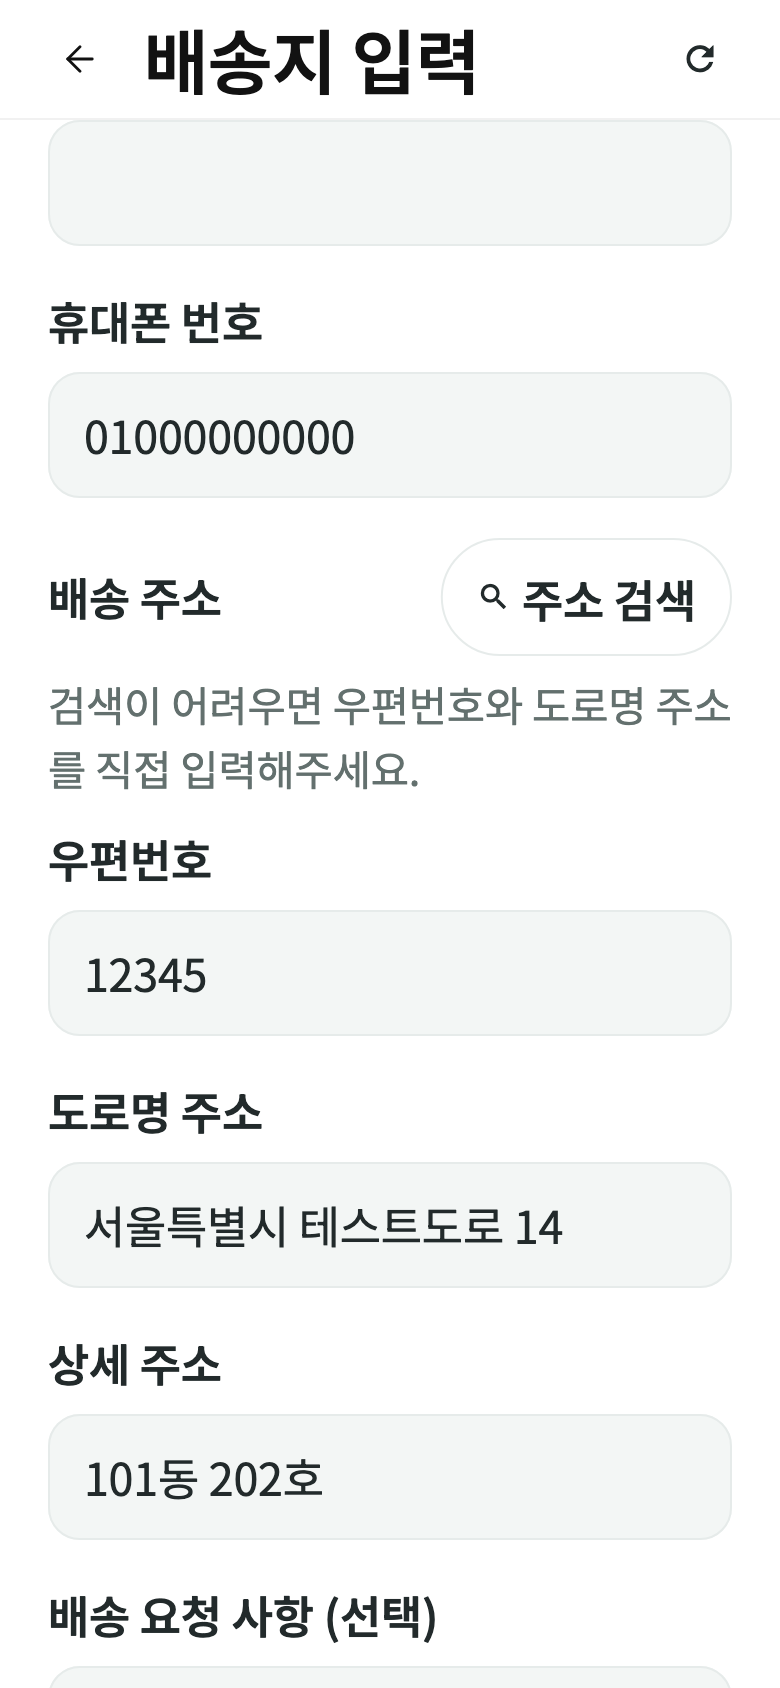 배송지 입력
휴대폰 번호
01000000000
배송 주소
주소 검색
검색이 어려우면 우편번호와 도로명 주소
를 직접 입력해주세요.
우편번호
12345
도로명 주소
서울특별시 테스트도로 14
상세 주소
101동 202호
배송 요청 사항 (선택)